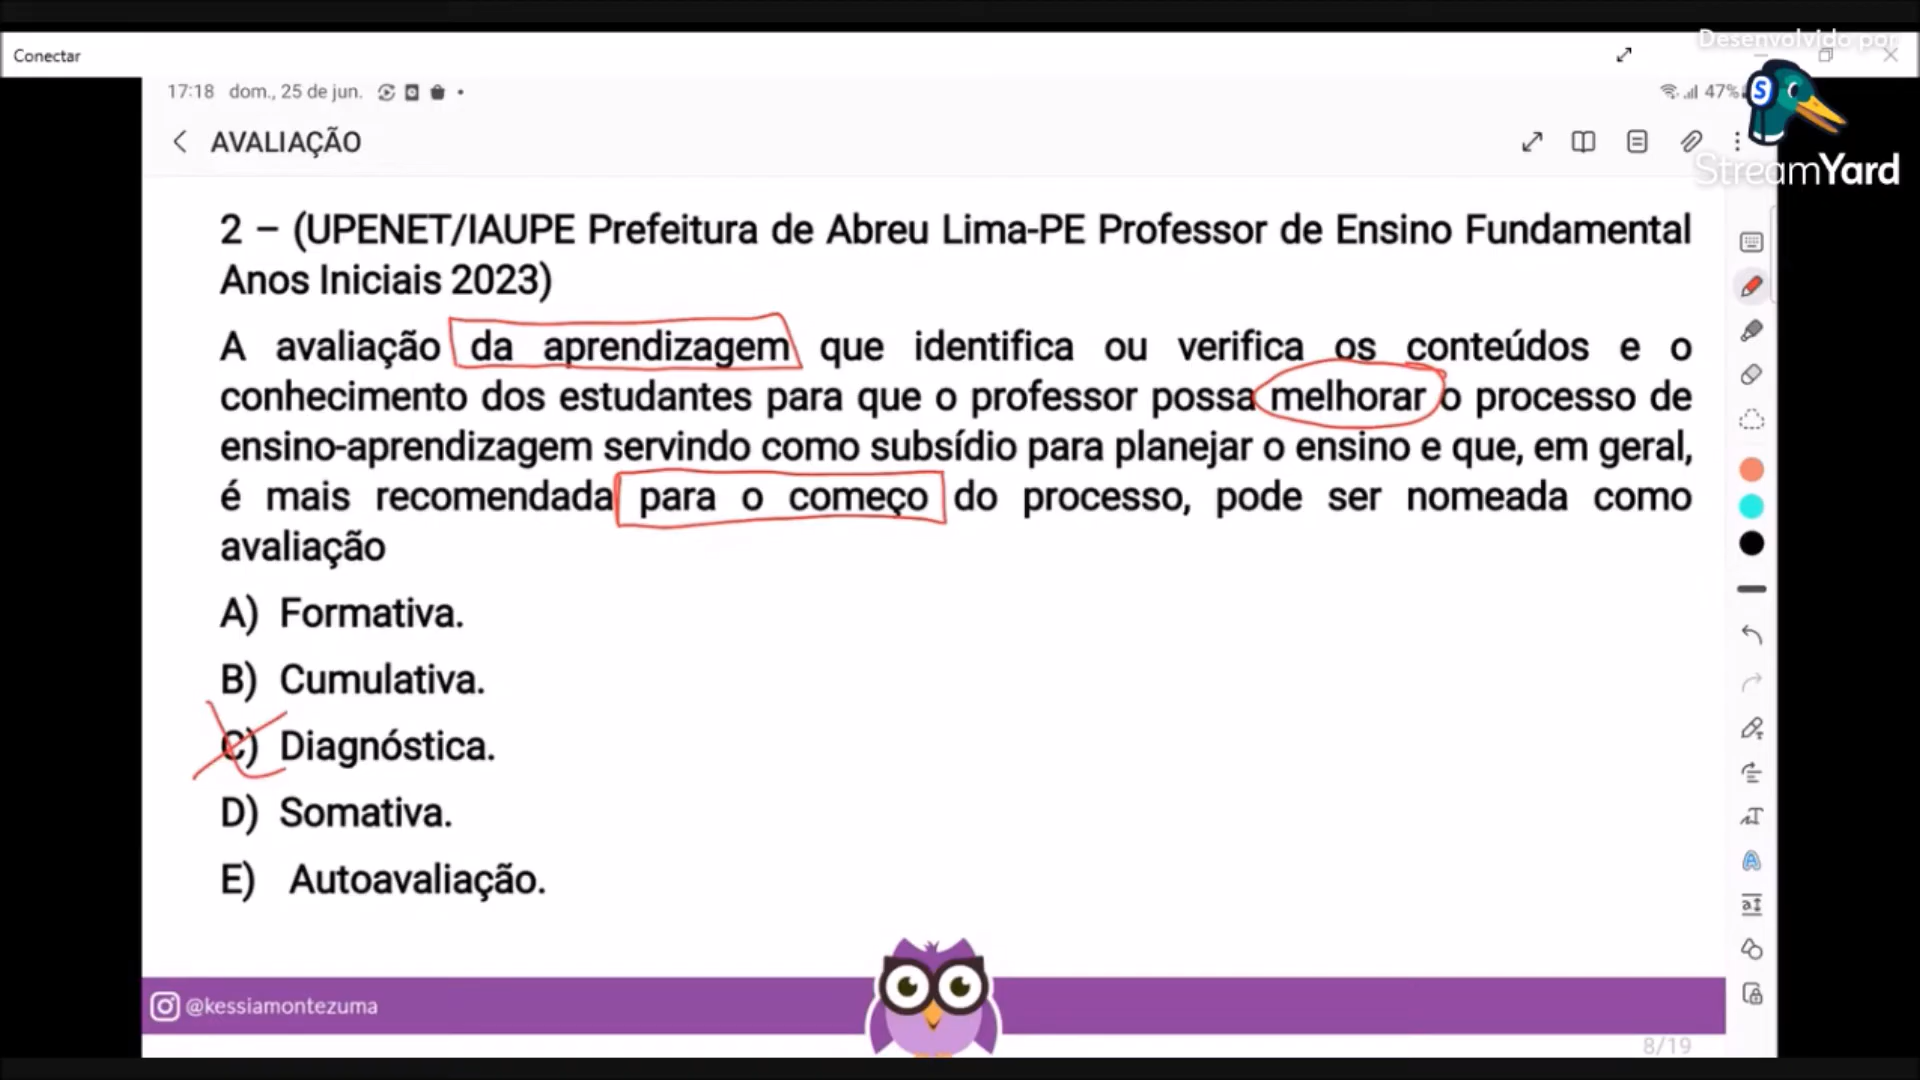 Conectar
Desenvolvido por
17:18 dom., 25 de jun.
47%
StreamYard
AVALIAÇÃO
2 – (UPENET/IAUPE Prefeitura de Abreu Lima-PE Professor de Ensino Fundamental
Anos Iniciais 2023)
A avaliação da aprendizagem que identifica ou verifica os conteúdos e o
conhecimento dos estudantes para que o professor possa melhorar o processo de
ensino-aprendizagem servindo como subsídio para planejar o ensino e que, em geral,
é mais recomendada para o começo do processo, pode ser nomeada como
avaliação
A) Formativa.
B) Cumulativa.
C) Diagnóstica.
D) Somativa.
E) Autoavaliação.
@kessiamontezuma
8/19